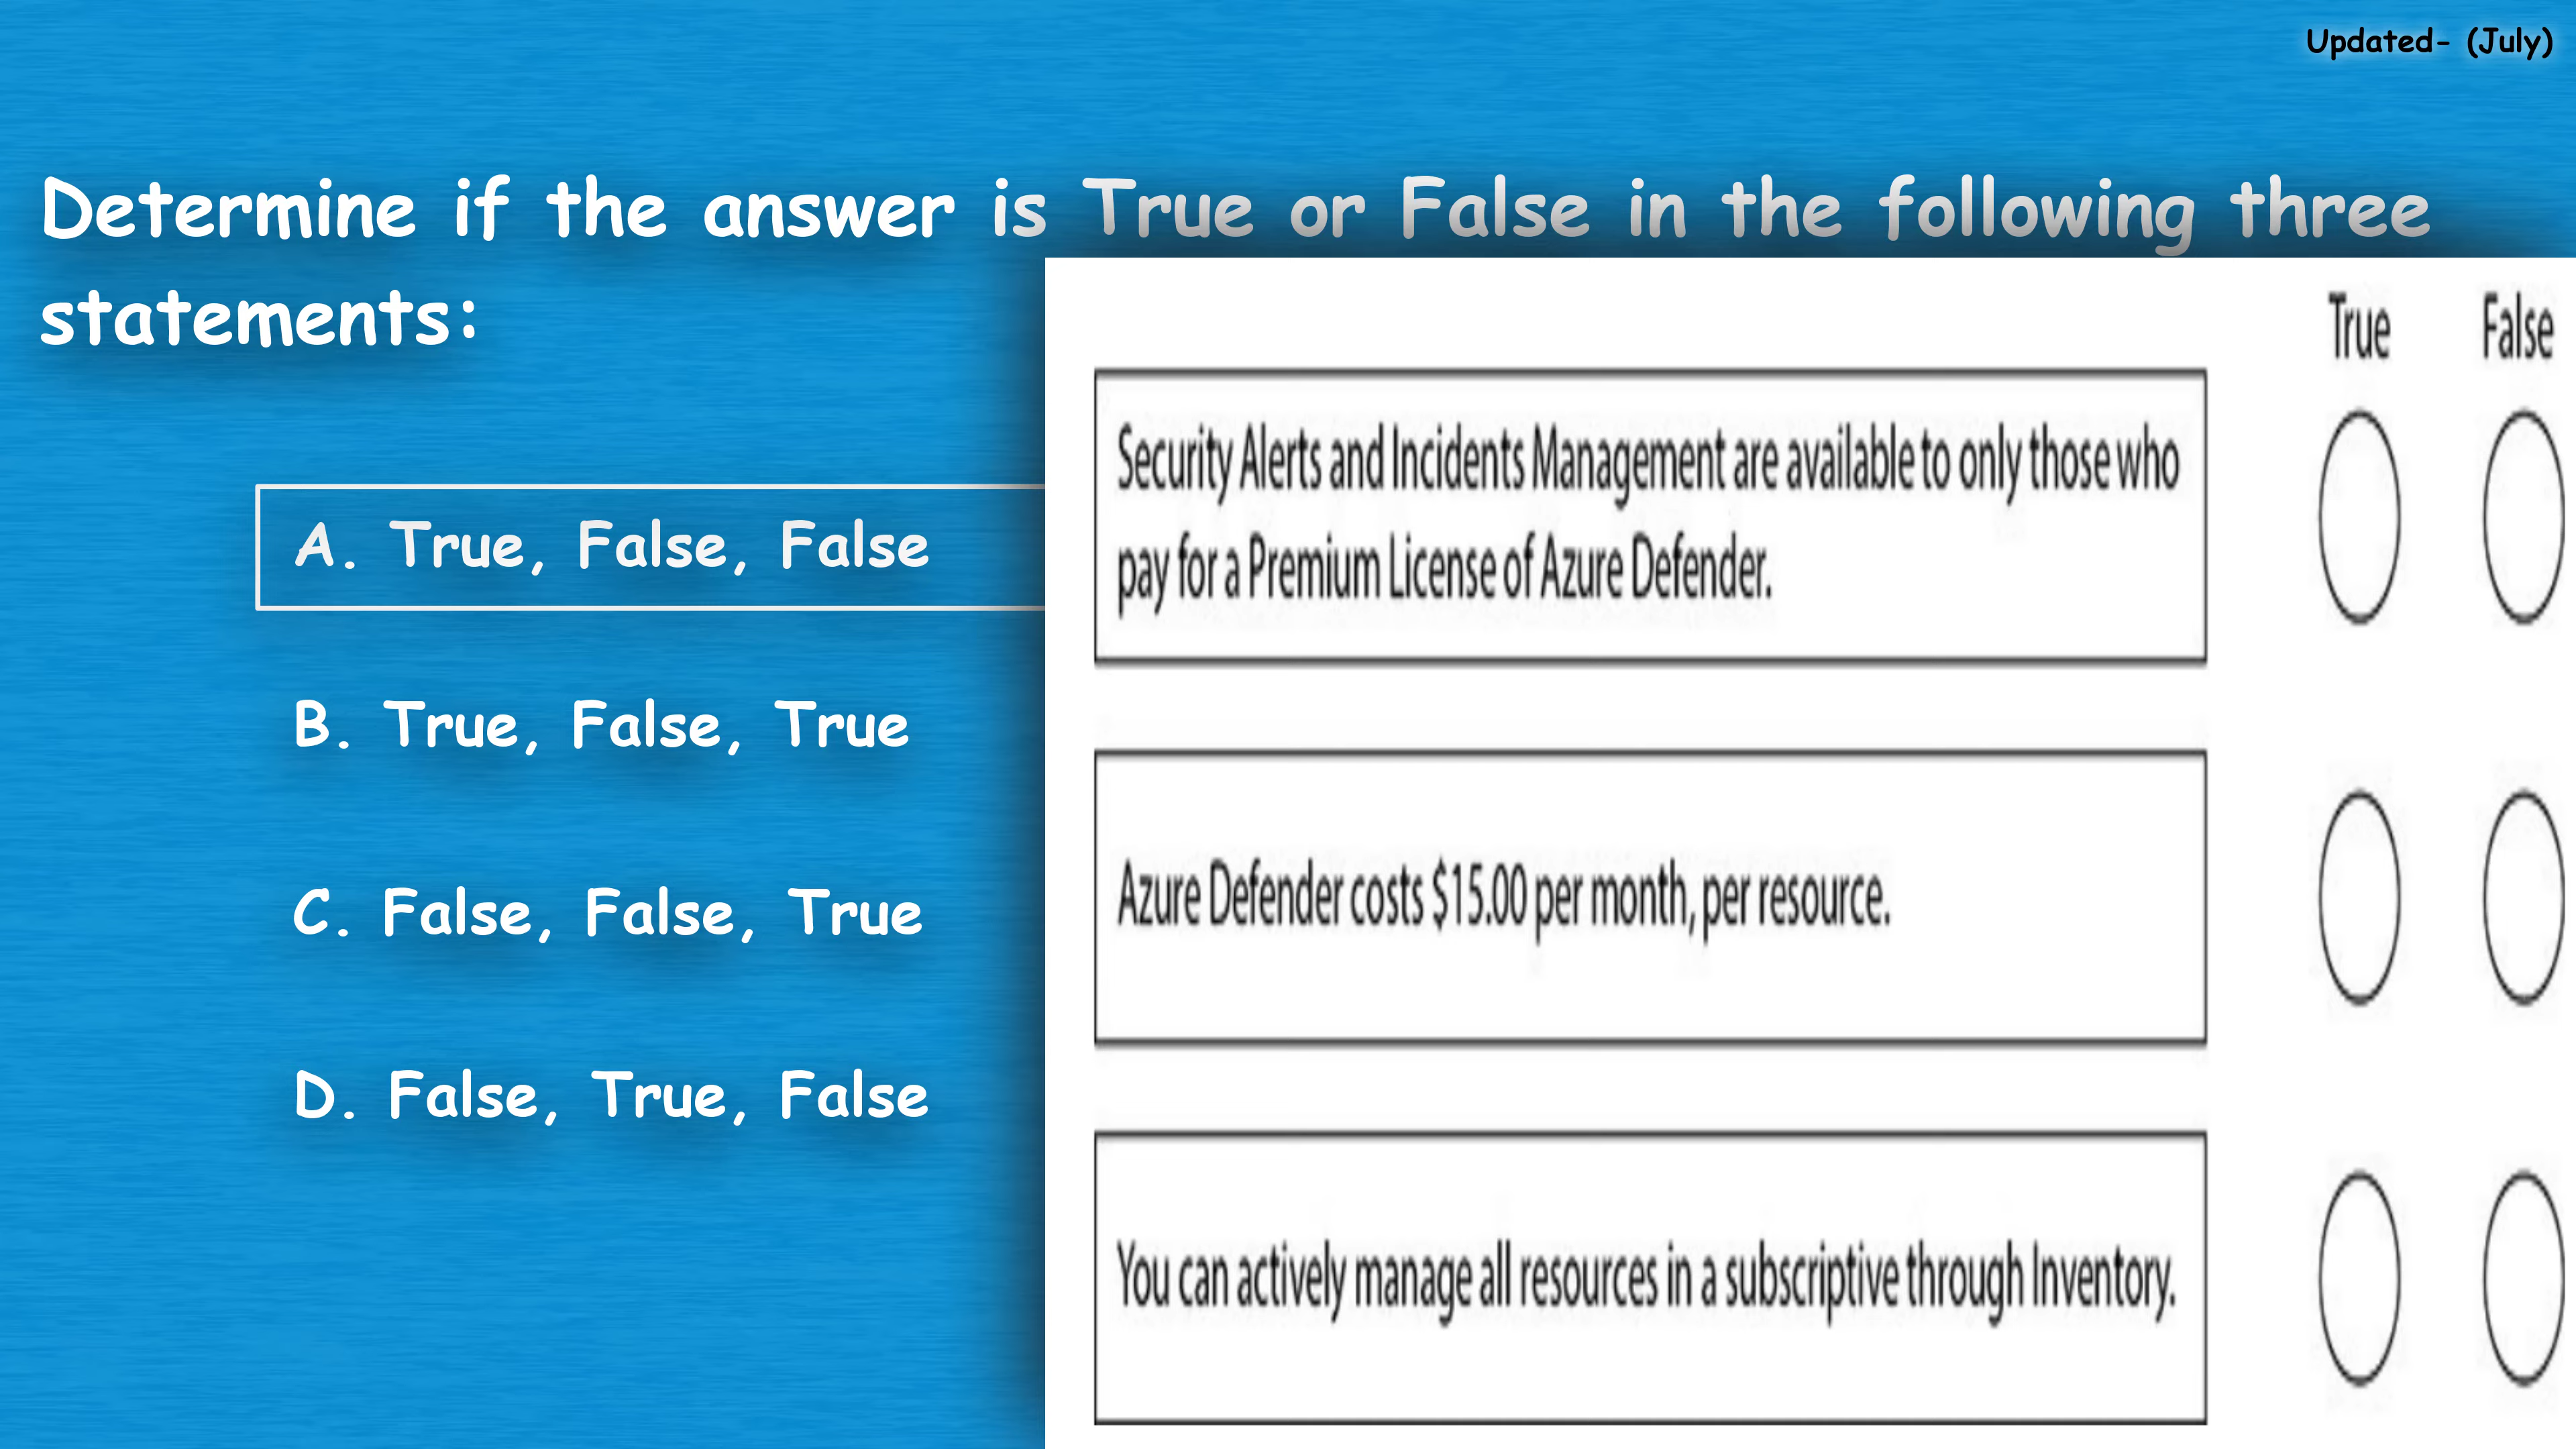 Updated- (July)
Determine if the answer is True or False in the following three
statements:
A. True, False, False
B. True, False, True
C. False, False, True
D. False, True, False
True False
Security Alerts and Incidents Management are available to only those who
pay for a Premium License of Azure Defender.
Azure Defender costs $15.00 per month, per resource.
You can actively manage all resources in a subscriptive through Inventory.